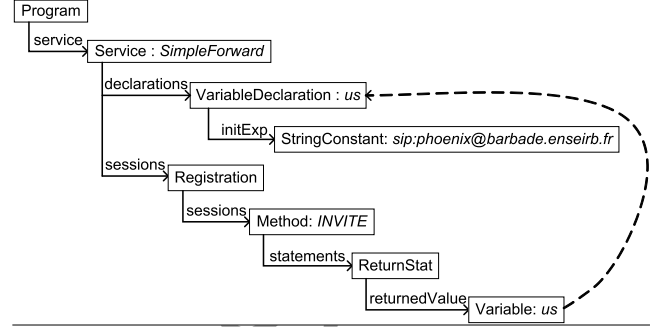 Program
service
Service : SimpleForward
declarations
VariableDeclaration : us
initExp
StringConstant: sip:phoenix@barbade.enseirb.fr
sessions
Registration
sessions
Method: INVITE
statements
ReturnStat
returnedValue
Variable: us